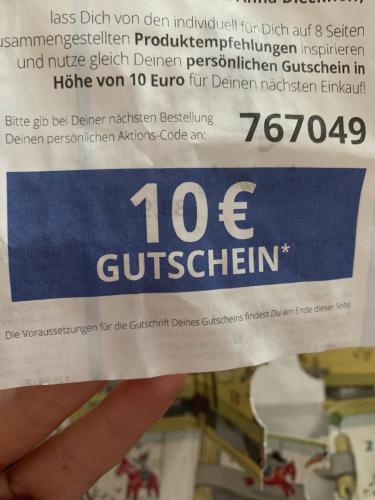 lass Dich von den individuell für Dich auf 8 Seiten
zusammengestellten Produktempfehlungen inspirieren
und nutze gleich Deinen persönlichen Gutschein in
Höhe von 10 Euro für Deinen nächsten Einkauf!
Bitte gib bei Deiner nächsten Bestellung
Deinen persönlichen Aktions-Code an:
767049
10 €
GUTSCHEIN*
Die Voraussetzungen für die Gutschrift Deines Gutscheins findest Du am Ende dieser Seite